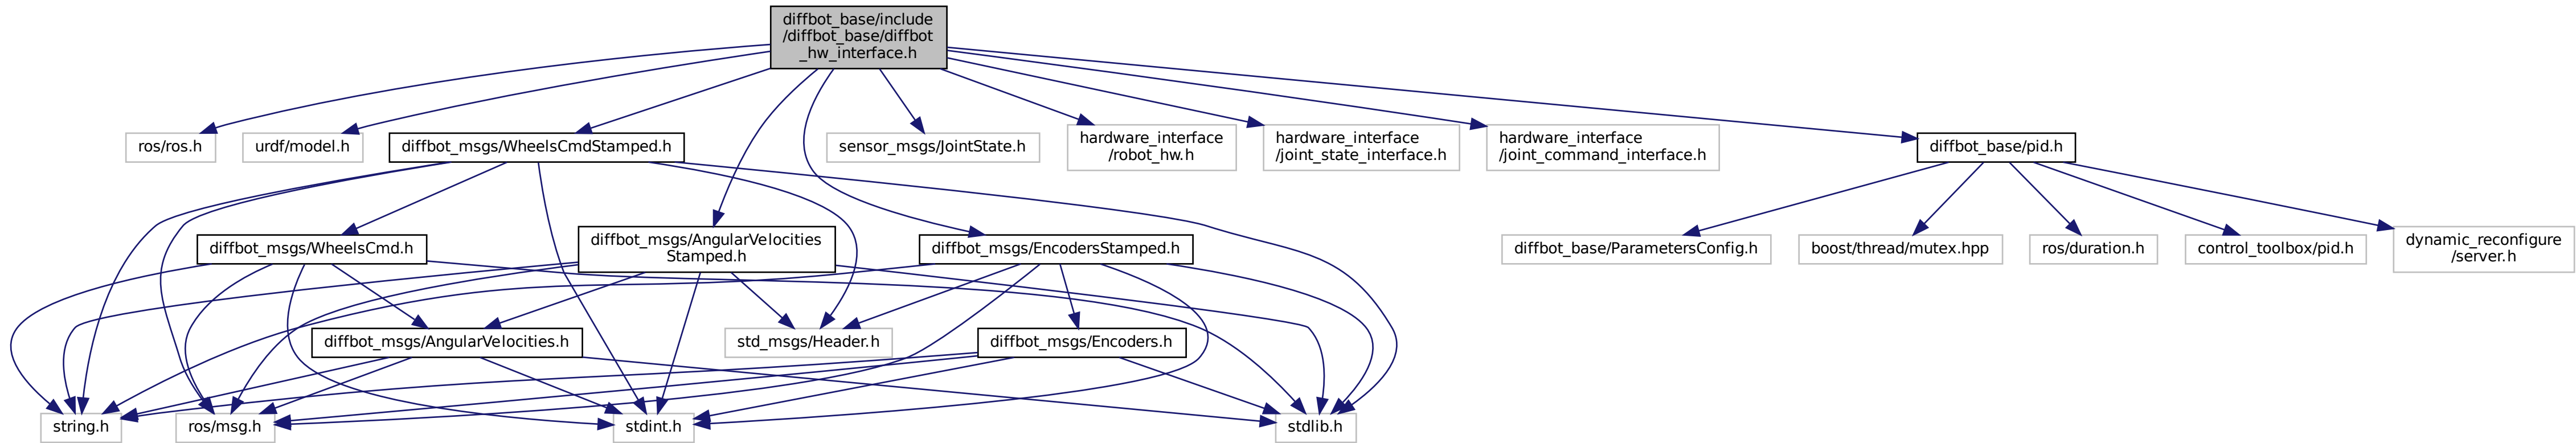 diffbot_base/include
/diffbot_base/diffbot
_hw_interface.h
ros/ros.h
urdf/model.h
diffbot_msgs/WheelsCmdStamped.h
sensor_msgs/JointState.h
hardware_interface
/robot_hw.h
hardware_interface
/joint_state_interface.h
hardware_interface
/joint_command_interface.h
diffbot_base/pid.h
diffbot_msgs/WheelsCmd.h
diffbot_msgs/AngularVelocities
Stamped.h
diffbot_msgs/EncodersStamped.h
diffbot_base/ParametersConfig.h
boost/thread/mutex.hpp
ros/duration.h
control_toolbox/pid.h
dynamic_reconfigure
/server.h
diffbot_msgs/AngularVelocities.h
std_msgs/Header.h
diffbot_msgs/Encoders.h
string.h
ros/msg.h
stdint.h
stdlib.h